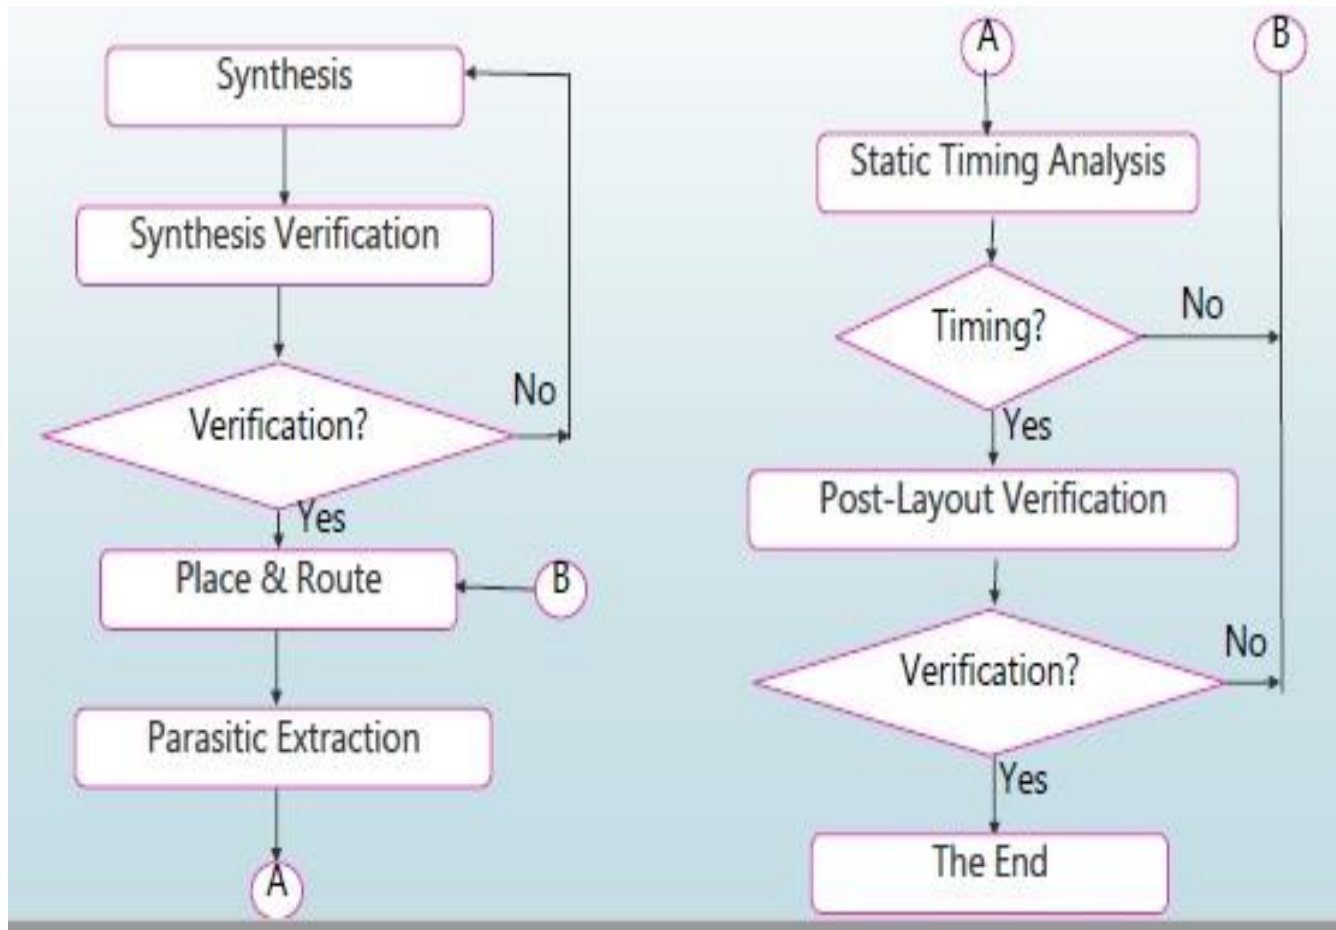 Synthesis
Synthesis Verification
Verification?
No
Yes
Place & Route
B
Parasitic Extraction
A
A
B
Static Timing Analysis
Timing?
No
Yes
Post-Layout Verification
Verification?
No
Yes
The End